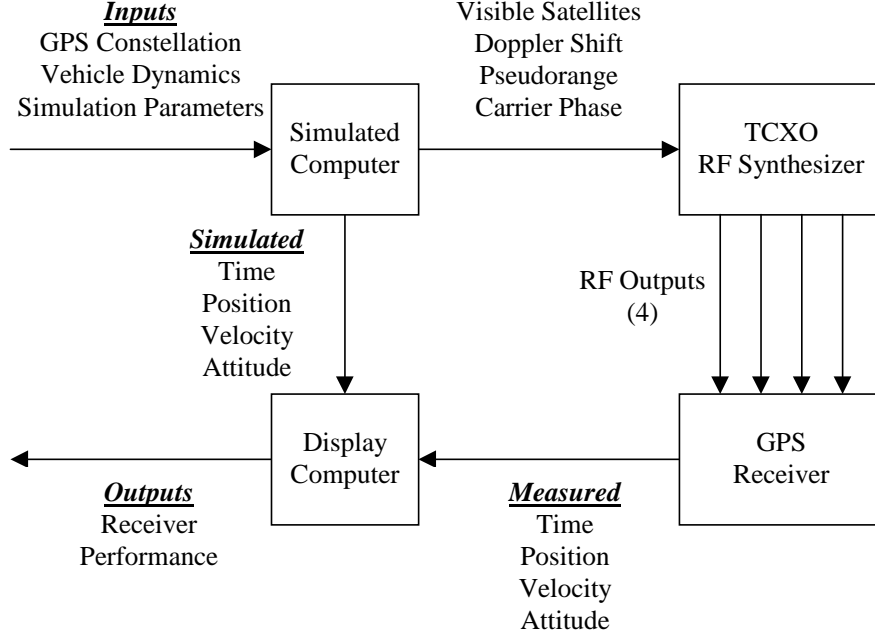 Inputs
GPS Constellation
Vehicle Dynamics
Simulation Parameters
Visible Satellites
Doppler Shift
Pseudorange
Carrier Phase
Simulated
Computer
TCXO
RF Synthesizer
Simulated
Time
Position
Velocity
Attitude
RF Outputs
(4)
Display
Computer
GPS
Receiver
Outputs
Receiver
Performance
Measured
Time
Position
Velocity
Attitude